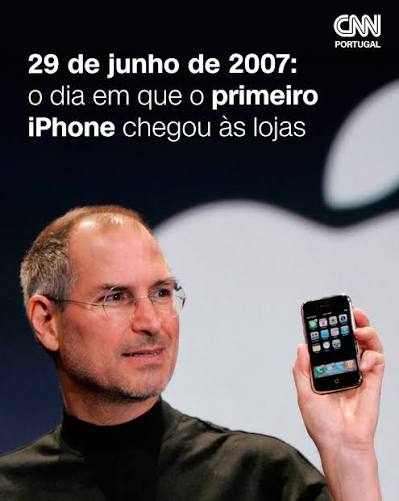 CNN
PORTUGAL
29 de junho de 2007:
o dia em que o primeiro
iPhone chegou às lojas